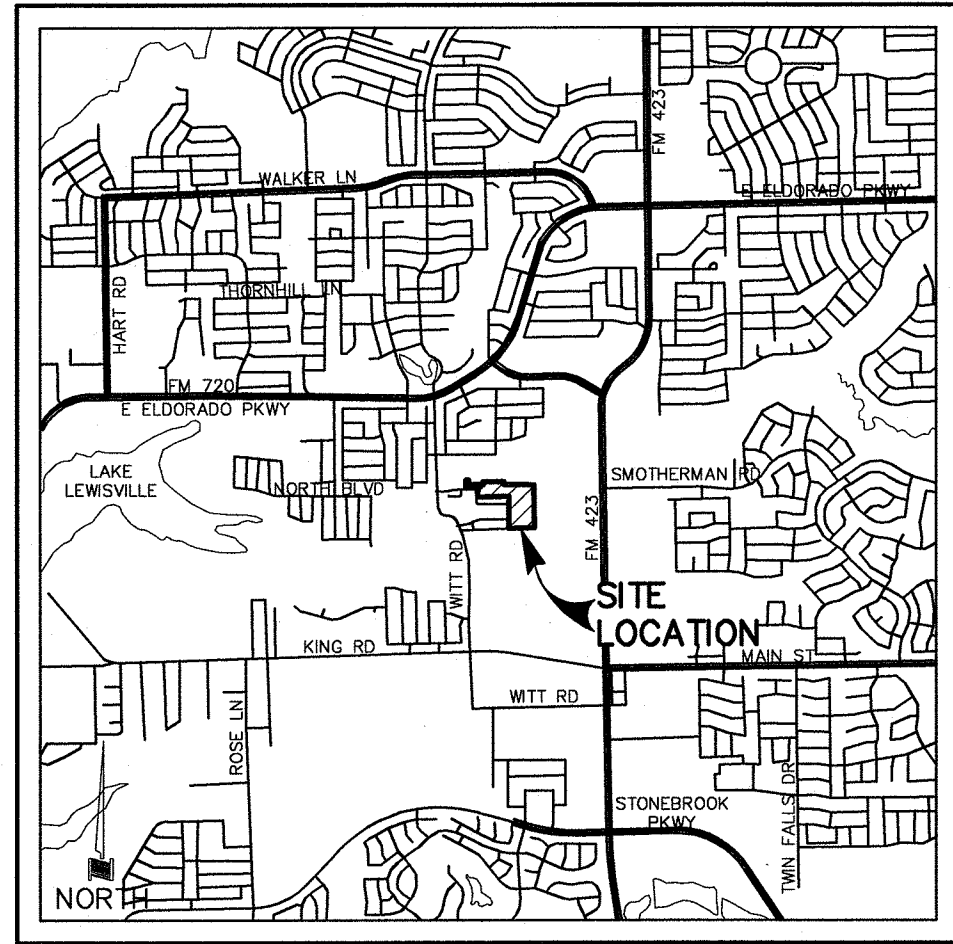 FM 423
WALKER LN
E ELDORADO PKWY
THORNHILL LN
HART RD
FM 720
E ELDORADO PKWY
LAKE
LEWISVILLE
NORTH BLVD
SMOTHERMAN RD
FM 423
WITT RD
SITE
LOCATION
KING RD
MAIN ST
WITT RD
ROSE LN
STONEBROOK
PKWY
TWIN FALLS DR
NORTH